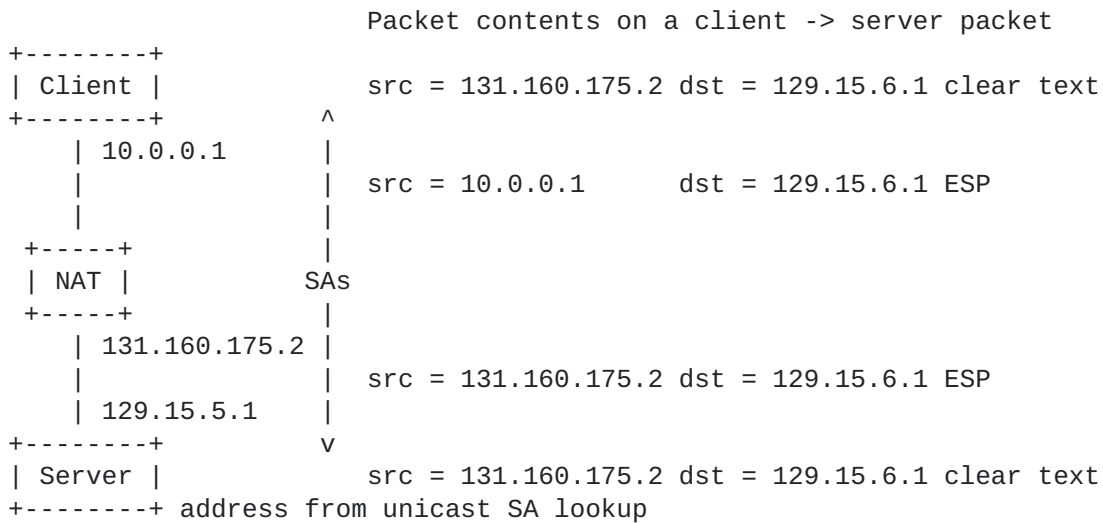 Packet contents on a client -> server packet
+--------+
| Client |             src = 131.160.175.2 dst = 129.15.6.1 clear text
+--------+          ^
    | 10.0.0.1      |
    |               |  src = 10.0.0.1      dst = 129.15.6.1 ESP
    |               |
 +-----+            |
 | NAT |           SAs
 +-----+            |
    | 131.160.175.2 |
    |               |  src = 131.160.175.2 dst = 129.15.6.1 ESP
    | 129.15.5.1    |
+--------+          v
| Server |             src = 131.160.175.2 dst = 129.15.6.1 clear text
+--------+ address from unicast SA lookup